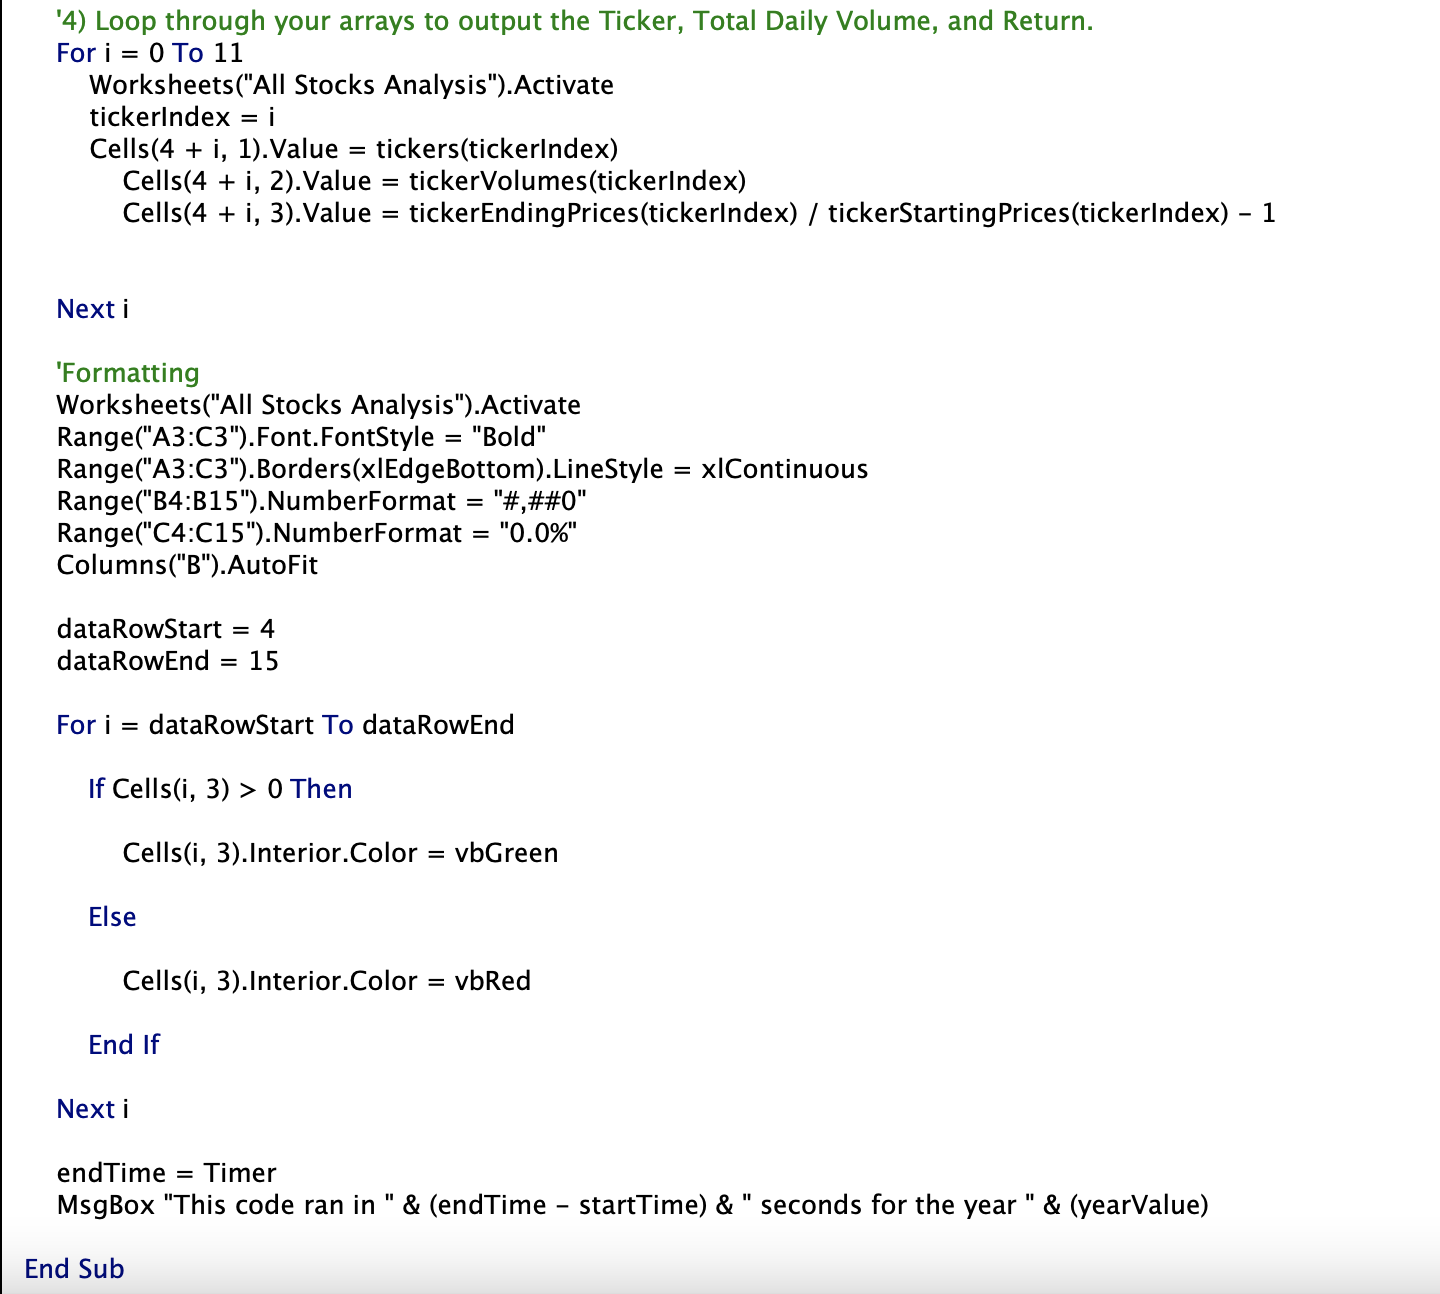 '4) Loop through your arrays to output the Ticker, Total Daily Volume, and Return.
For i = 0 To 11
Worksheets("All Stocks Analysis").Activate
tickerIndex = i
Cells(4 + i, 1).Value = tickers(tickerIndex)
Cells(4 + i, 2).Value = tickerVolumes(tickerIndex)
Cells(4 + i, 3).Value = tickerEndingPrices(tickerIndex) / tickerStartingPrices(tickerIndex) - 1
Next i
'Formatting
Worksheets("All Stocks Analysis").Activate
Range("A3:C3").Font.FontStyle = "Bold"
Range("A3:C3").Borders(xlEdgeBottom).LineStyle = xlContinuous
Range("B4:B15").NumberFormat = "#,##0"
Range("C4:C15").NumberFormat = "0.0%"
Columns("B").AutoFit
dataRowStart = 4
dataRowEnd = 15
For i = dataRowStart To dataRowEnd
If Cells(i, 3) > 0 Then
Cells(i, 3).Interior.Color = vbGreen
Else
Cells(i, 3).Interior.Color = vbRed
End If
Next i
endTime = Timer
MsgBox "This code ran in " & (endTime - startTime) & " seconds for the year " & (yearValue)
End Sub